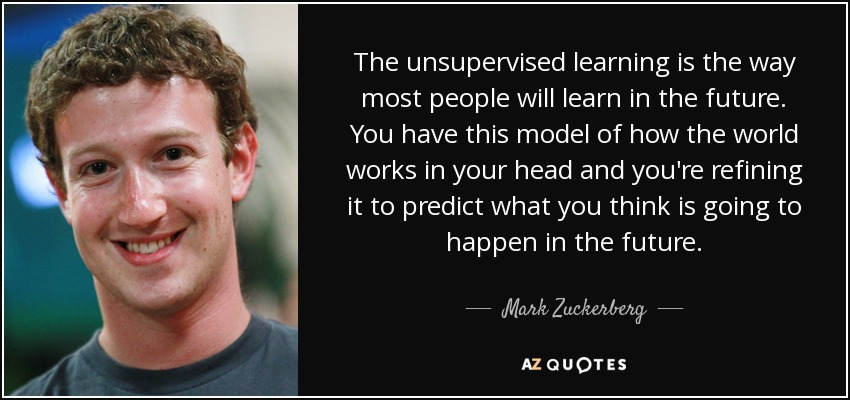 The unsupervised learning is the way
most people will learn in the future.
You have this model of how the world
works in your head and you're refining
it to predict what you think is going to
happen in the future.
Mark Zuckerberg
AZ QUOTES